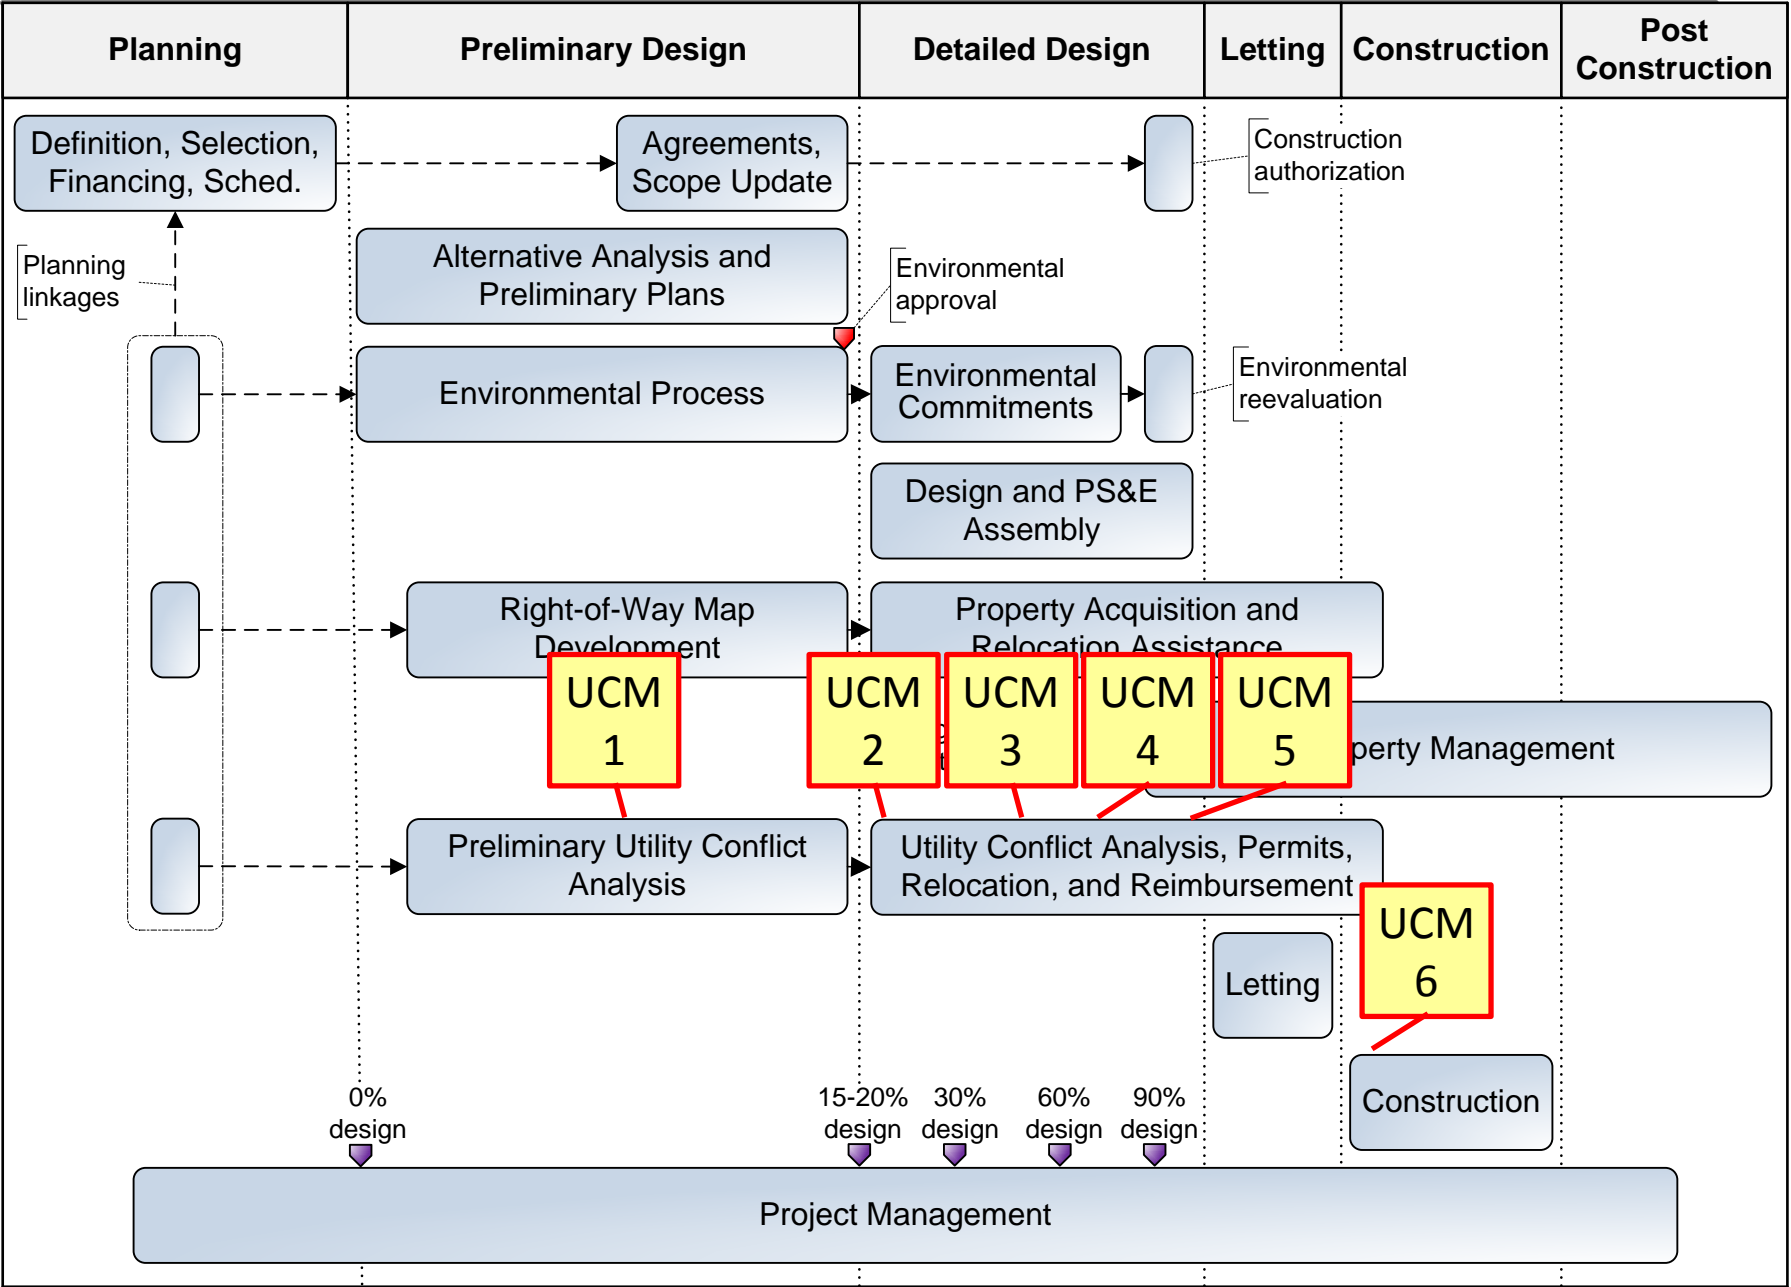 Planning
Preliminary Design
Detailed Design
Letting
Construction
Post
Construction
Definition, Selection,
Financing, Sched.
Agreements,
Scope Update
Construction
authorization
Planning
linkages
Alternative Analysis and
Preliminary Plans
Environmental
approval
Environmental Process
Environmental
Commitments
Environmental
reevaluation
Design and PS&E
Assembly
Right-of-Way Map
Development
Property Acquisition and
Relocation Assistance
UCM
1
UCM
2
UCM
3
UCM
4
UCM
5
perty Management
Preliminary Utility Conflict
Analysis
Utility Conflict Analysis, Permits,
Relocation, and Reimbursement
UCM
6
Letting
Construction
0%
design
15-20%
design
30%
design
60%
design
90%
design
Project Management